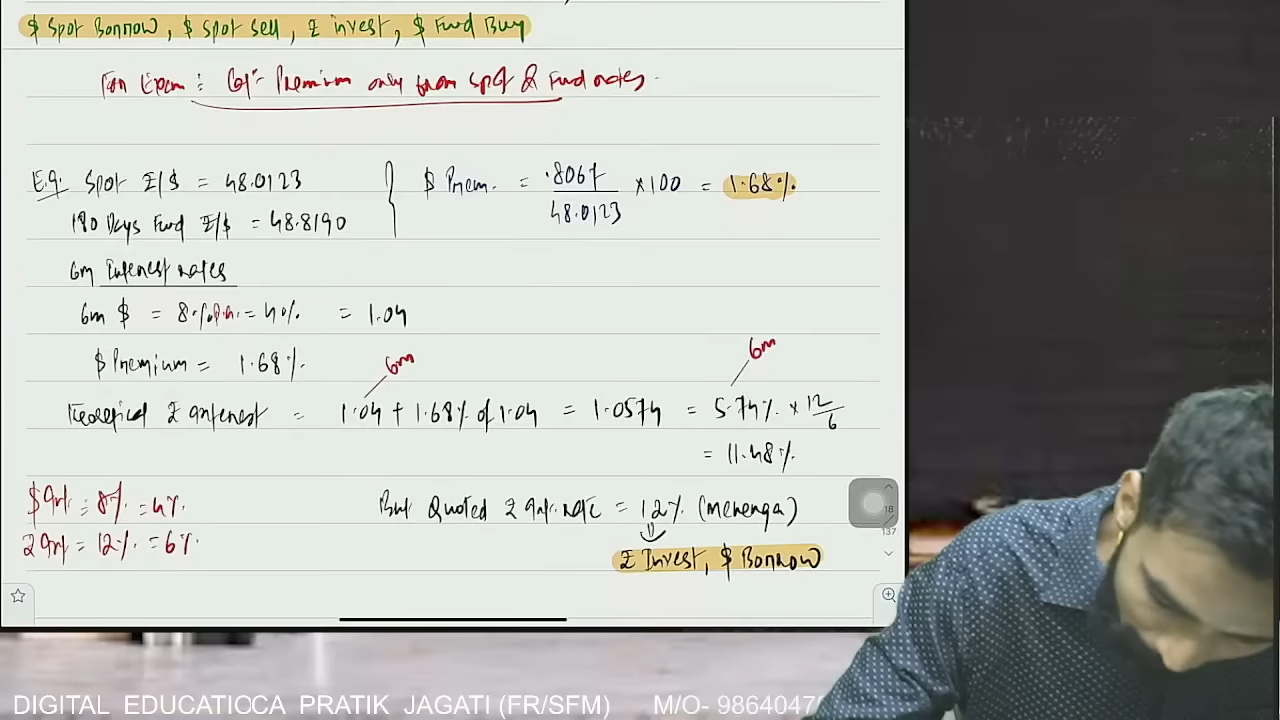 $ Spot Borrow, $ Spot sell, ₹ invest, $ Fwd Buy
For Exam : Premium only from Spot & Fwd rates
E.g. Spot ₹/$ = 48.0123
180 Days Fwd ₹/$ = 48.8190
$ Prem. = .8067 / 48.0123 × 100 = 1.68%
6m Interest rates
6m $ = 8% p.a. = 4% = 1.04
$ Premium = 1.68%
6m
6m
Theoretical ₹ Interest = 1.04 + 1.68% of 1.04 = 1.0574 = 5.74% × 12/6
= 11.48%
$ Int. = 8% = 4%
But Quoted ₹ Int. rate = 12%
₹ Int = 12% = 6%
₹ Invest, $ Borrow
18
137
DIGITAL EDUCATIOCA PRATIK JAGATI (FR/SFM) M/O- 9864047